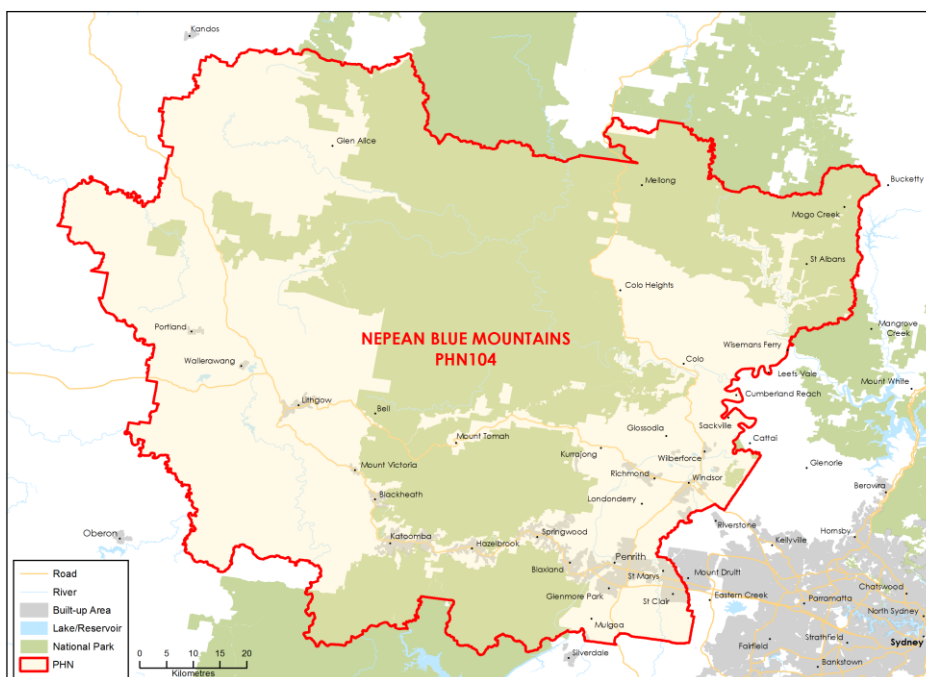 Kandos
Glen Alice
Mellong
Bucketty
Mogo Creek
St Albans
Colo Heights
Portland
NEPEAN BLUE MOUNTAINS
PHN104
Mangrove
Creek
Wisemans Ferry
Wallerawang
Colo
Leets Vale
Mount White
Cumberland Reach
Lithgow
Bell
Sackville
Glossodia
Mount Tomah
Cattai
Kurrajong
Wilberforce
Glenorie
Mount Victoria
Richmond
Windsor
Berowra
Blackheath
Londonderry
Riverstone
Hornsby
Oberon
Springwood
Katoomba
Hazelbrook
Kellyville
Penrith
Blaxland
St Marys
Mount Druitt
Chatswood
Glenmore Park
St Clair
Eastern Creek
Parramatta
North Sydney
Mulgoa
Fairfield
Strathfield
Sydney
Silverdale
Bankstown
Road
River
Built-up Area
Lake/Reservoir
National Park
PHN
0 5 10 20
Kilometres